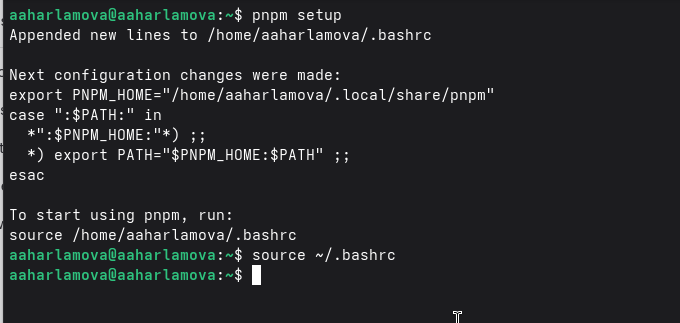 aaharlamova@aaharlamova:~$ pnpm setup
Appended new lines to /home/aaharlamova/.bashrc

Next configuration changes were made:
export PNPM_HOME="/home/aaharlamova/.local/share/pnpm"
case ":$PATH:" in
  *":$PNPM_HOME:"*) ;;
  *) export PATH="$PNPM_HOME:$PATH" ;;
esac

To start using pnpm, run:
source /home/aaharlamova/.bashrc
aaharlamova@aaharlamova:~$ source ~/.bashrc
aaharlamova@aaharlamova:~$